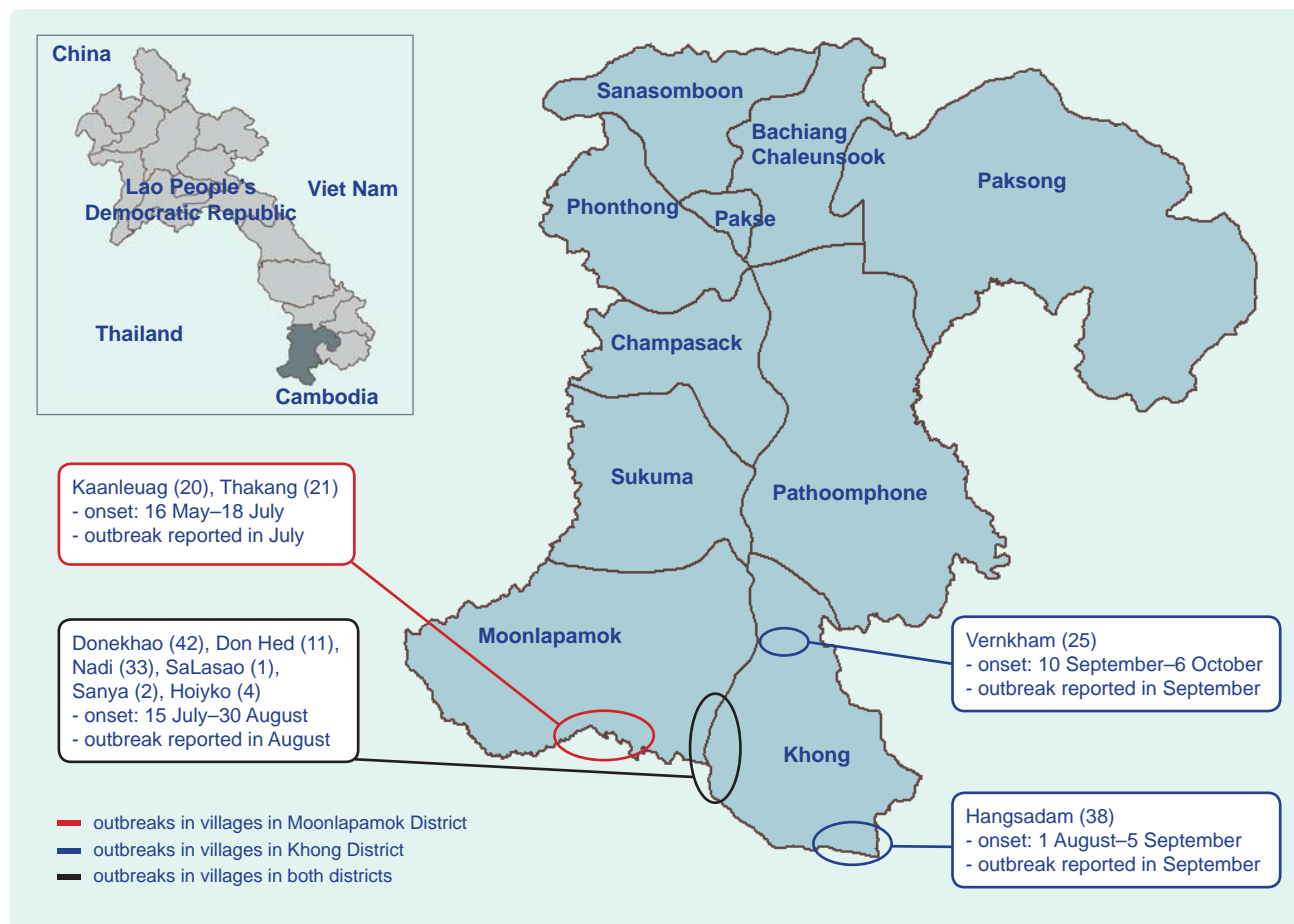 China
Lao People's
Democratic Republic
Viet Nam
Thailand
Cambodia
Sanasomboon
Bachiang
Chaleunsook
Paksong
Phonthong
Pakse
Champasack
Sukuma
Pathoomphone
Moonlapamok
Khong
Kaanleuag (20), Thakang (21)
- onset: 16 May–18 July
- outbreak reported in July
Donekhao (42), Don Hed (11),
Nadi (33), SaLasao (1),
Sanya (2), Hoiyko (4)
- onset: 15 July–30 August
- outbreak reported in August
Vernkham (25)
- onset: 10 September–6 October
- outbreak reported in September
Hangsadam (38)
- onset: 1 August–5 September
- outbreak reported in September
outbreaks in villages in Moonlapamok District
outbreaks in villages in Khong District
outbreaks in villages in both districts